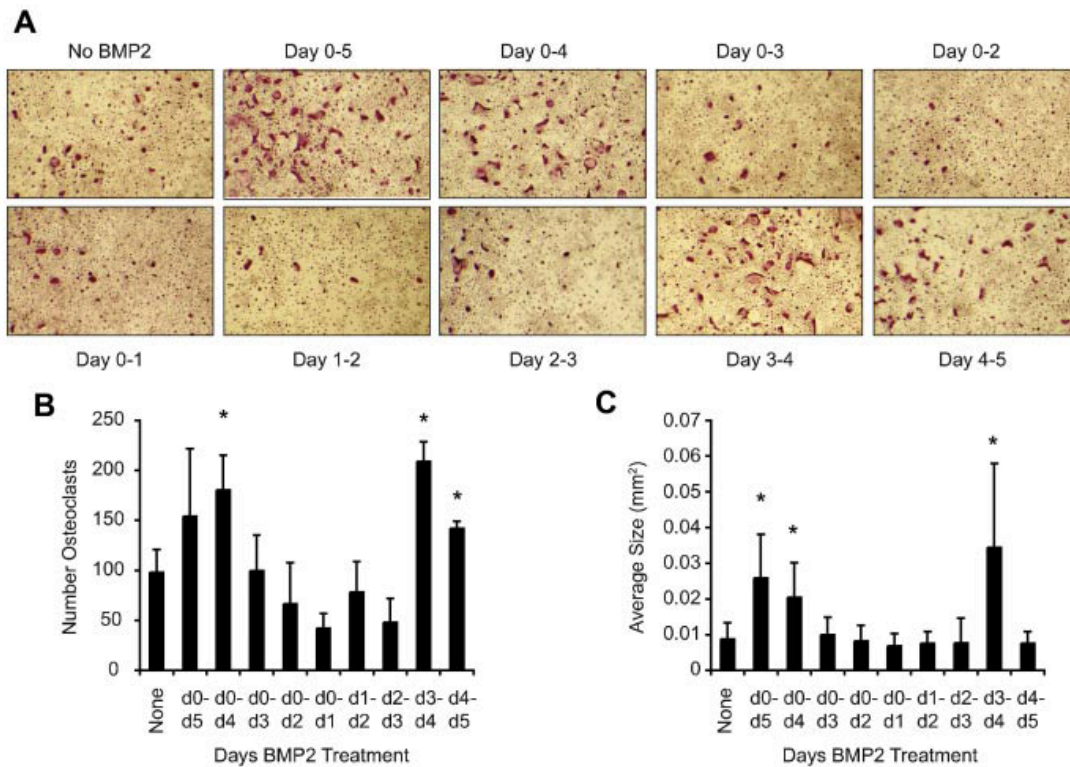 A
No BMP2 Day 0-5 Day 0-4 Day 0-3 Day 0-2
Day 0-1 Day 1-2 Day 2-3 Day 3-4 Day 4-5
B
Number Osteoclasts
250
200
150
100
50
0
* * *
None d0-d5 d0-d4 d0-d3 d0-d2 d0-d1 d1-d2 d2-d3 d3-d4 d4-d5
Days BMP2 Treatment
C
Average Size (mm²)
0.07
0.06
0.05
0.04
0.03
0.02
0.01
0
* * *
None d0-d5 d0-d4 d0-d3 d0-d2 d0-d1 d1-d2 d2-d3 d3-d4 d4-d5
Days BMP2 Treatment